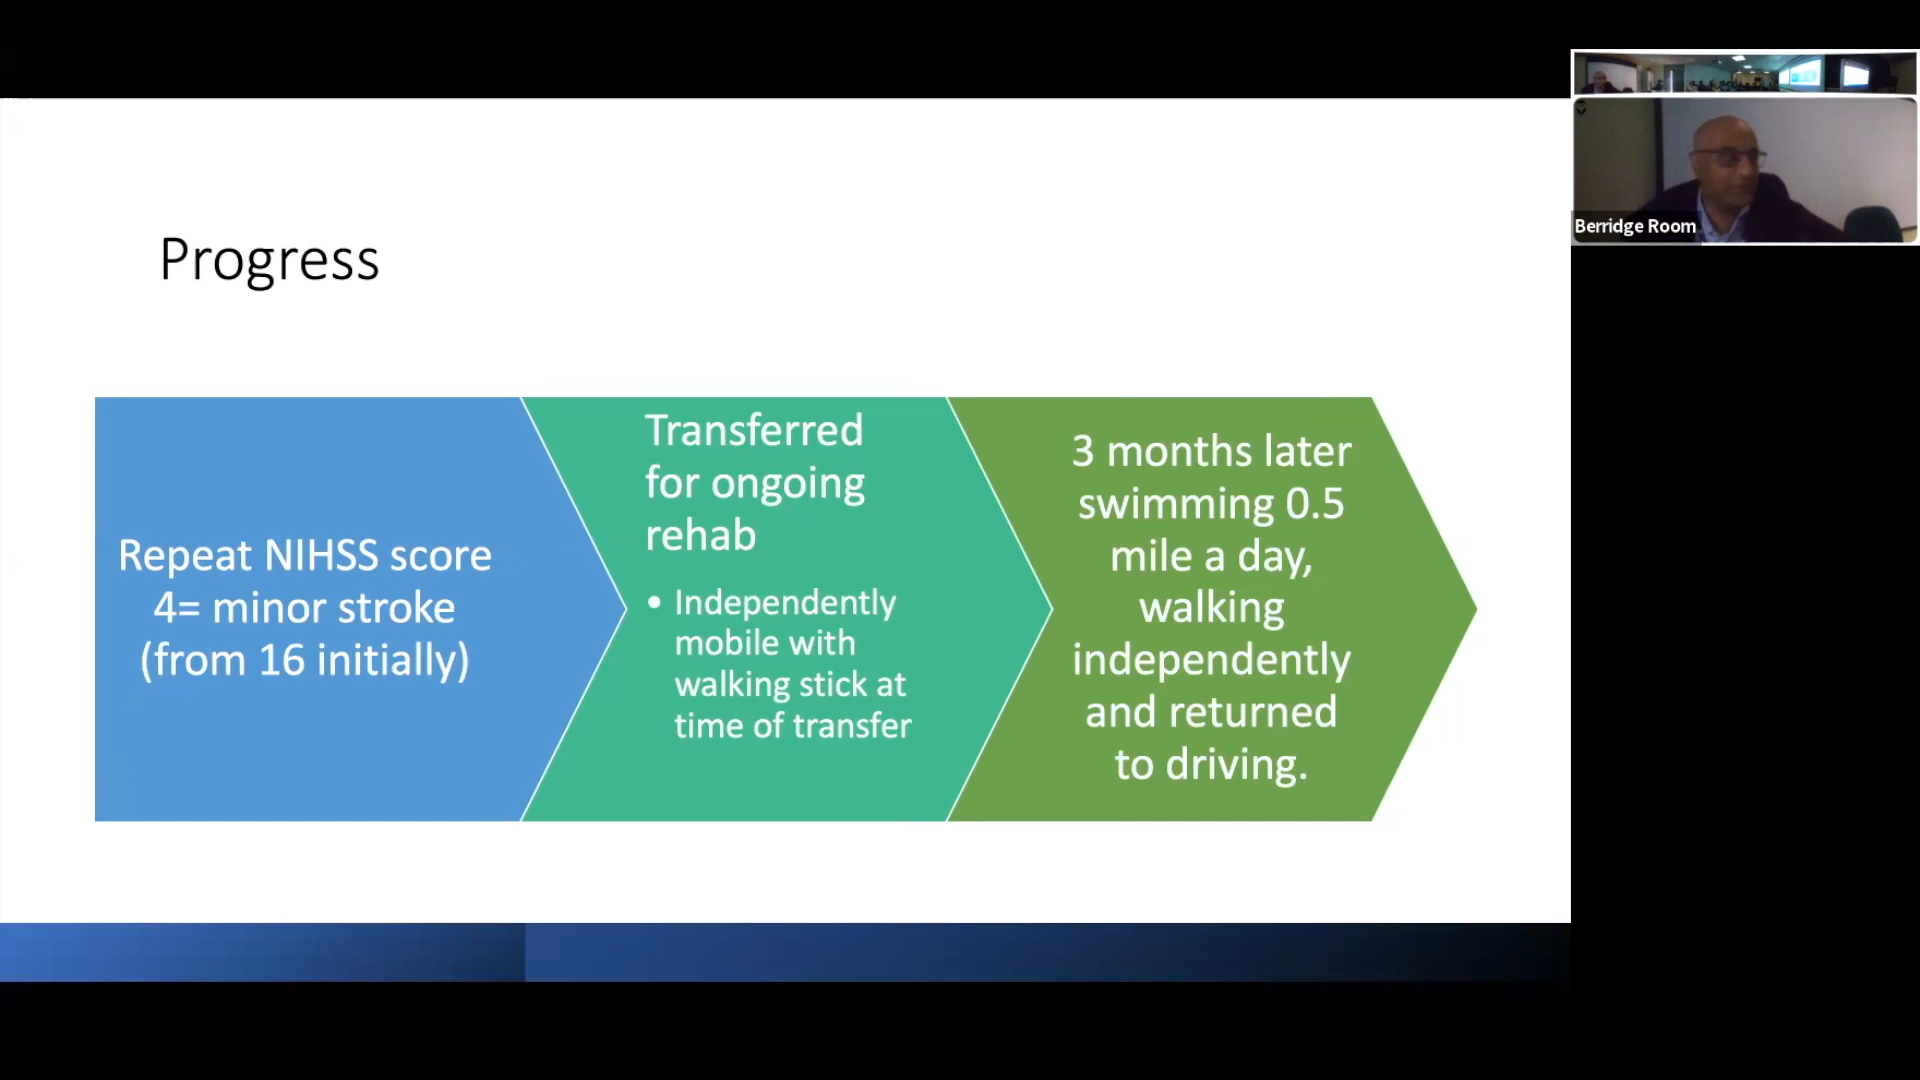 Progress
Repeat NIHSS score
4= minor stroke
(from 16 initially)
Transferred
for ongoing
rehab
• Independently
mobile with
walking stick at
time of transfer
3 months later
swimming 0.5
mile a day,
walking
independently
and returned
to driving.
Berridge Room